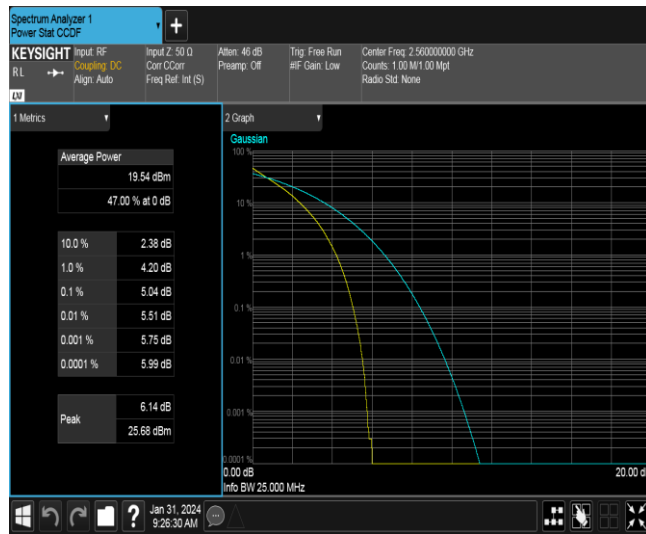 Spectrum Analyzer 1
Power Stat CCDF
+
KEYSIGHT
RL
LXI
Input: RF
Coupling: DC
Align: Auto
Input Z: 50 Ω
Corr CCorr
Freq Ref: Int (S)
Atten: 46 dB
Preamp: Off
Trig: Free Run
#IF Gain: Low
Center Freq: 2.560000000 GHz
Counts: 1.00 M/1.00 Mpt
Radio Std: None
1 Metrics
Average Power
19.54 dBm
47.00 % at 0 dB
10.0 % 2.38 dB
1.0 % 4.20 dB
0.1 % 5.04 dB
0.01 % 5.51 dB
0.001 % 5.75 dB
0.0001 % 5.99 dB
Peak
6.14 dB
25.68 dBm
2 Graph
Gaussian
100 %
10 %
1 %
0.1 %
0.01 %
0.001 %
0.0001 %
0.00 dB 20.00 d
Info BW 25.000 MHz
?
Jan 31, 2024
9:26:30 AM